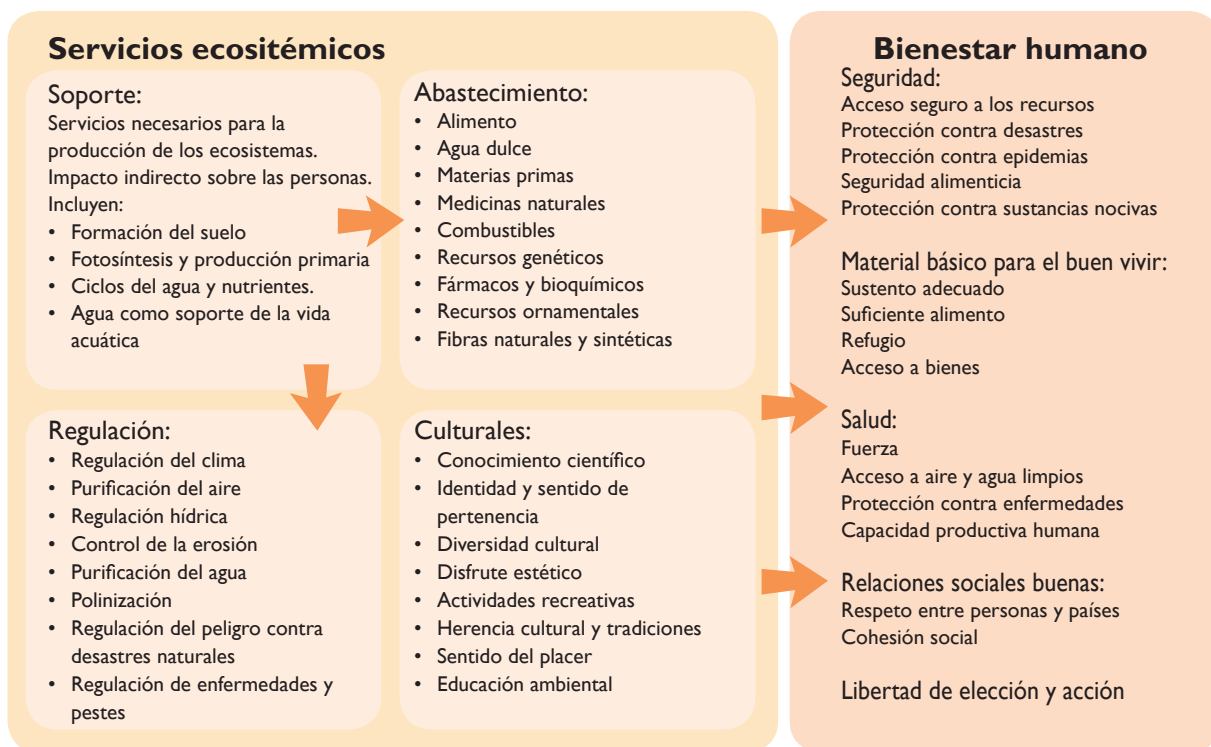 Servicios ecositémicos
Soporte:
Servicios necesarios para la
producción de los ecosistemas.
Impacto indirecto sobre las personas.
Incluyen:
• Formación del suelo
• Fotosíntesis y producción primaria
• Ciclos del agua y nutrientes.
• Agua como soporte de la vida
acuática
Abastecimiento:
• Alimento
• Agua dulce
• Materias primas
• Medicinas naturales
• Combustibles
• Recursos genéticos
• Fármacos y bioquímicos
• Recursos ornamentales
• Fibras naturales y sintéticas
Regulación:
• Regulación del clima
• Purificación del aire
• Regulación hídrica
• Control de la erosión
• Purificación del agua
• Polinización
• Regulación del peligro contra
desastres naturales
• Regulación de enfermedades y
pestes
Culturales:
• Conocimiento científico
• Identidad y sentido de
pertenencia
• Diversidad cultural
• Disfrute estético
• Actividades recreativas
• Herencia cultural y tradiciones
• Sentido del placer
• Educación ambiental
Bienestar humano
Seguridad:
Acceso seguro a los recursos
Protección contra desastres
Protección contra epidemias
Seguridad alimenticia
Protección contra sustancias nocivas
Material básico para el buen vivir:
Sustento adecuado
Suficiente alimento
Refugio
Acceso a bienes
Salud:
Fuerza
Acceso a aire y agua limpios
Protección contra enfermedades
Capacidad productiva humana
Relaciones sociales buenas:
Respeto entre personas y países
Cohesión social
Libertad de elección y acción